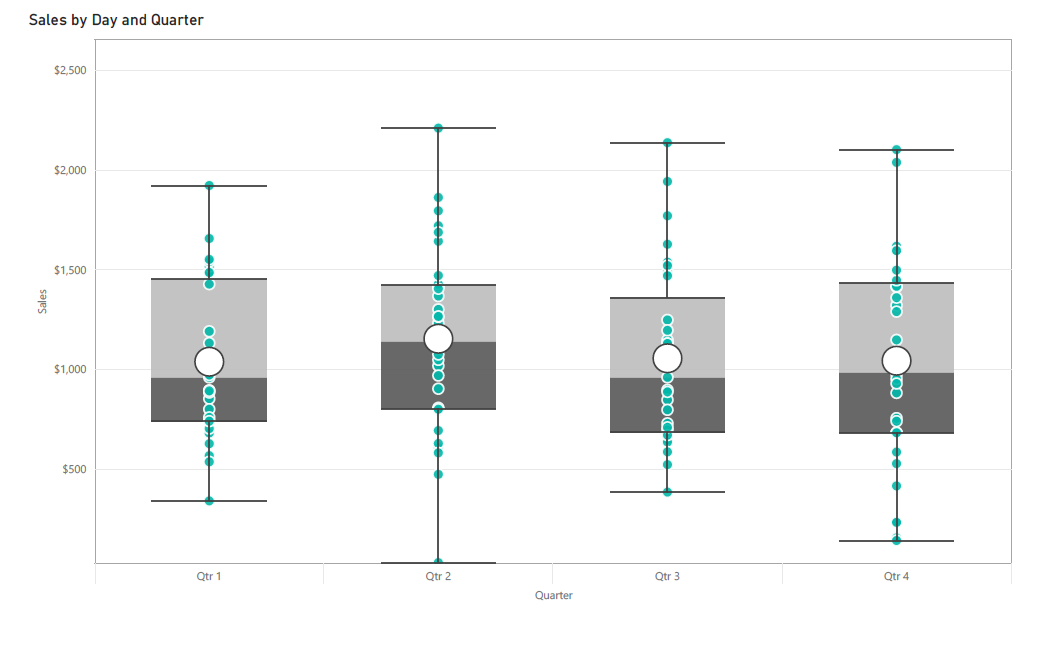 Sales by Day and Quarter
$2,500
$2,000
$1,500
$1,000
$500
Sales
Qtr 1
Qtr 2
Qtr 3
Qtr 4
Quarter